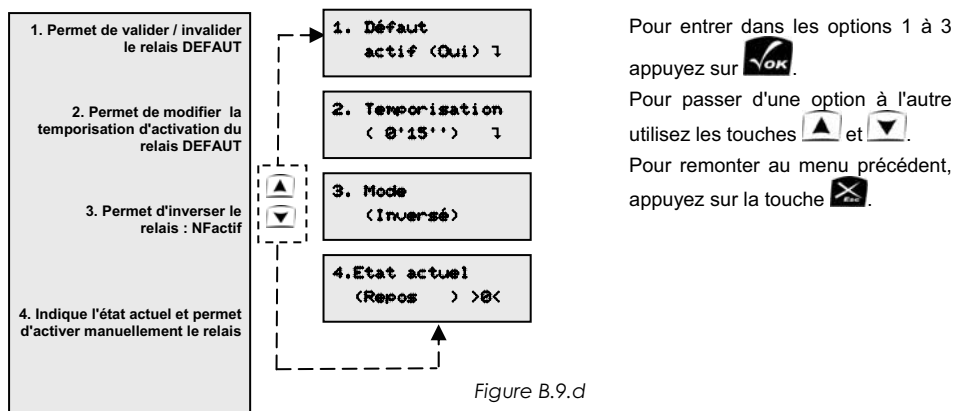 1. Permet de valider / invalider
le relais DEFAUT
2. Permet de modifier la
temporisation d'activation du
relais DEFAUT
3. Permet d'inverser le
relais : NFactif
4. Indique l'état actuel et permet
d'activer manuellement le relais
1. Défaut
actif (Oui) ↴
2. Temporisation
( 0'15'') ↴
3. Mode
(Inversé)
4.Etat actuel
(Repos ) >0<
Figure B.9.d
Pour entrer dans les options 1 à 3
appuyez sur OK.
Pour passer d'une option à l'autre
utilisez les touches ▲ et ▼.
Pour remonter au menu précédent,
appuyez sur la touche Esc.